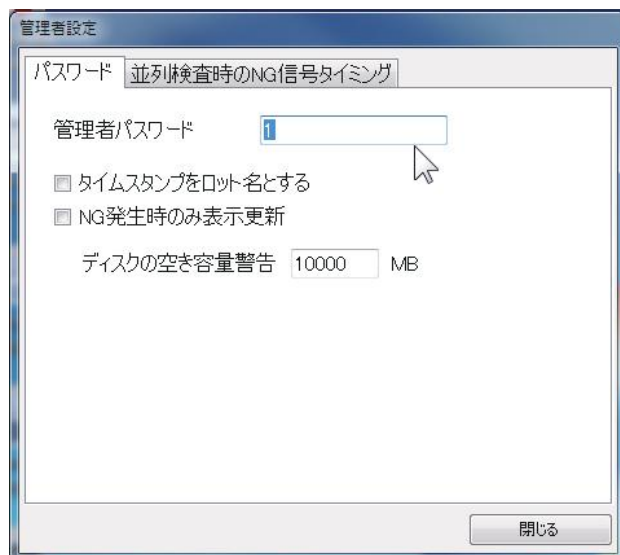 管理者設定
パスワード 並列検査時のNG信号タイミング
管理者パスワード 1
タイムスタンプをロット名とする
NG発生時のみ表示更新
ディスクの空き容量警告 10000 MB
閉じる